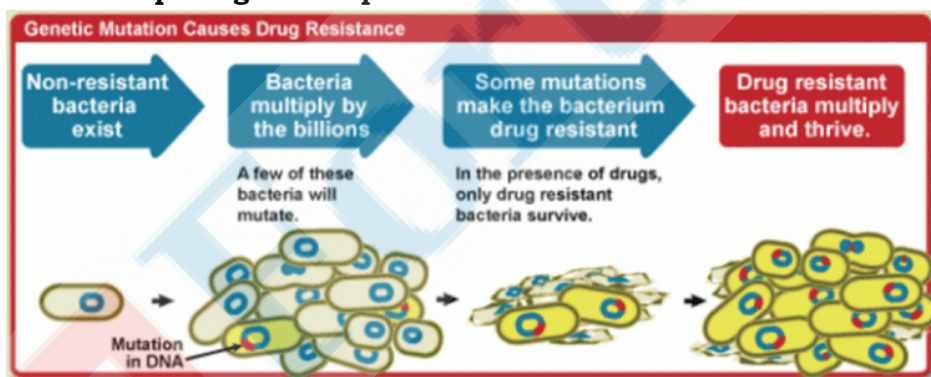 Genetic Mutation Causes Drug Resistance
Non-resistant
bacteria
exist
Bacteria
multiply by
the billions
Some mutations
make the bacterium
drug resistant
Drug resistant
bacteria multiply
and thrive.
A few of these
bacteria will
mutate.
In the presence of drugs,
only drug resistant
bacteria survive.
Mutation
in DNA